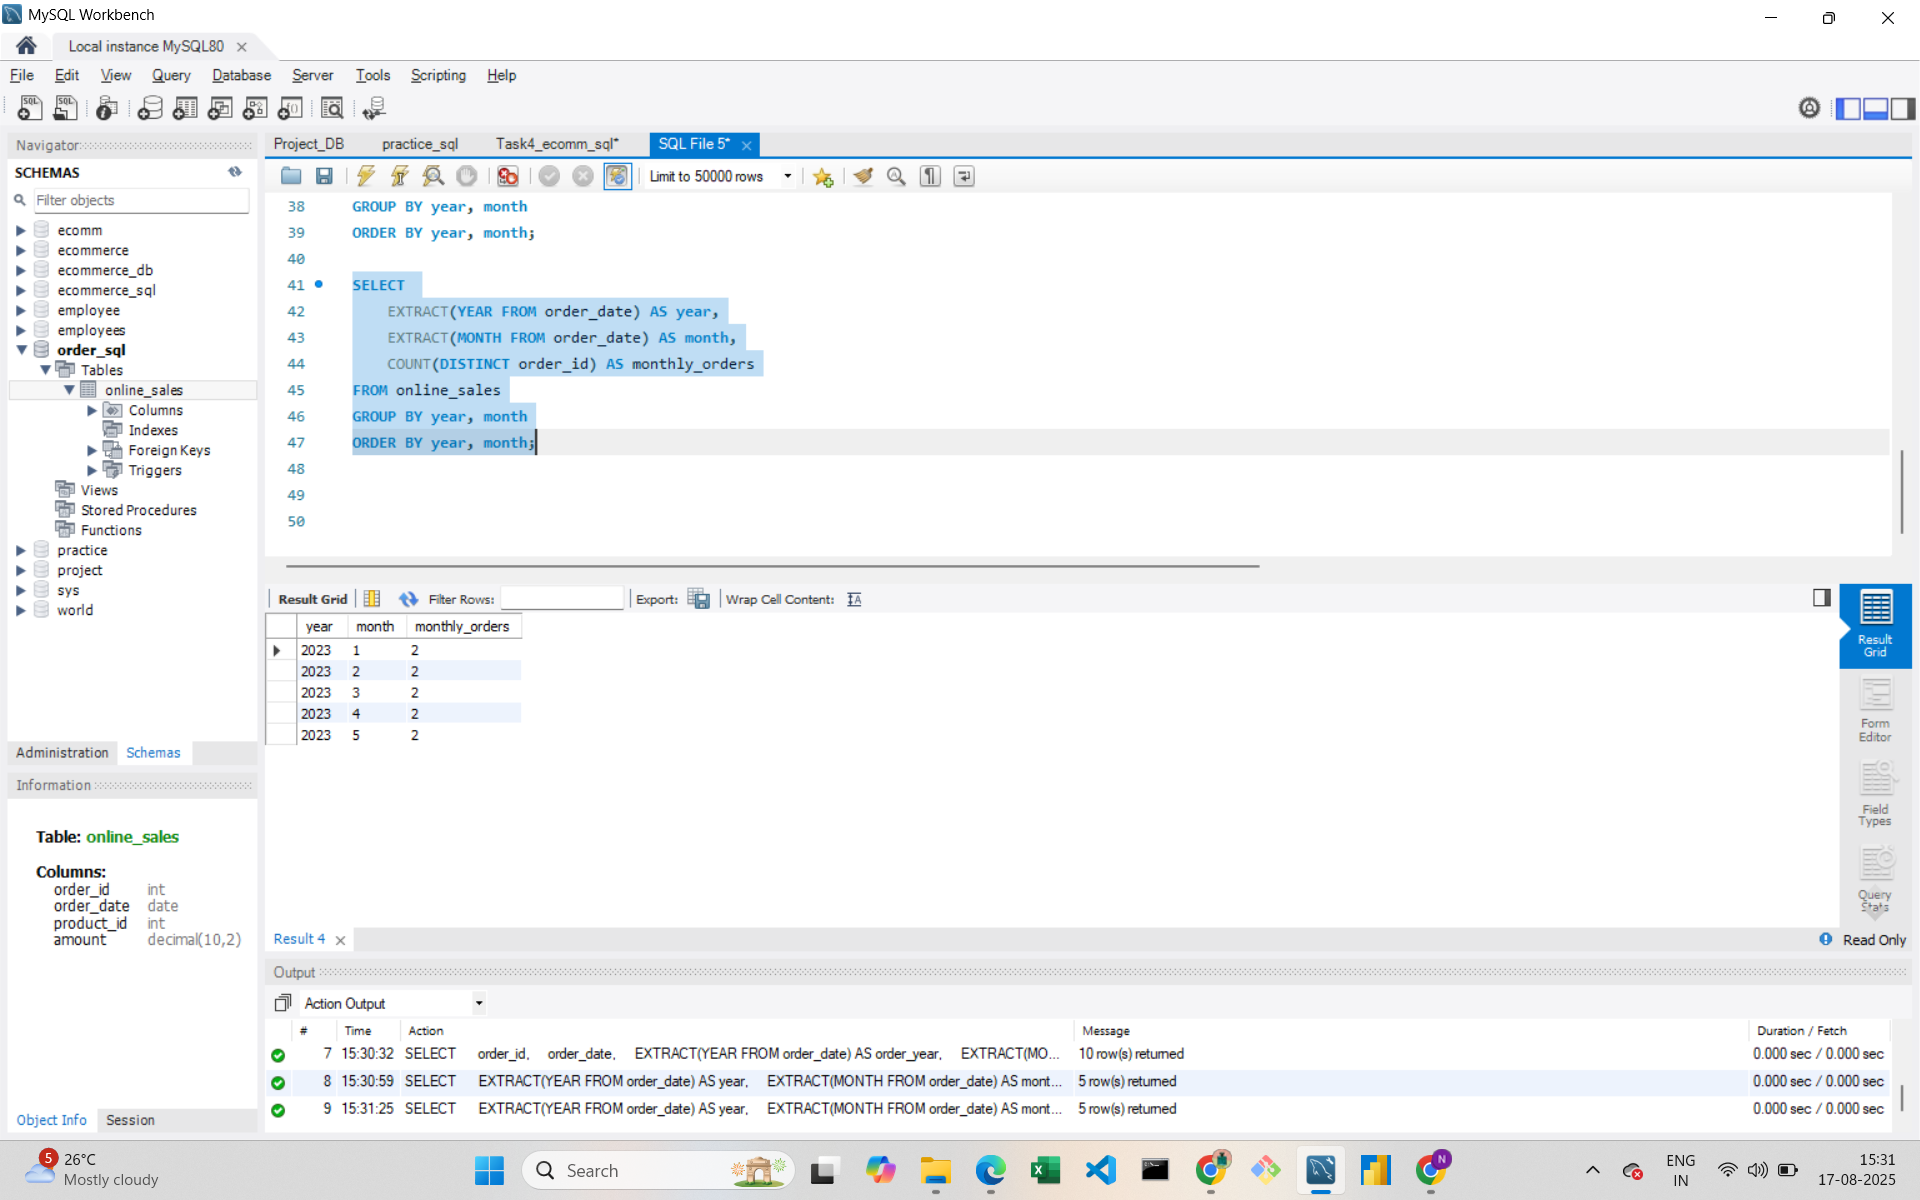 MySQL Workbench
Local instance MySQL80
File Edit View Query Database Server Tools Scripting Help
Navigator
SCHEMAS
Filter objects
ecomm
ecommerce
ecommerce_db
ecommerce_sql
employee
employees
order_sql
Tables
online_sales
Columns
Indexes
Foreign Keys
Triggers
Views
Stored Procedures
Functions
practice
project
sys
world
Administration Schemas
Information
Table: online_sales
Columns:
order_id int
order_date date
product_id int
amount decimal(10,2)
Object Info Session
Project_DB practice_sql Task4_ecomm_sql* SQL File 5*
Limit to 50000 rows
38 GROUP BY year, month
39 ORDER BY year, month;
40
41 SELECT
42 EXTRACT(YEAR FROM order_date) AS year,
43 EXTRACT(MONTH FROM order_date) AS month,
44 COUNT(DISTINCT order_id) AS monthly_orders
45 FROM online_sales
46 GROUP BY year, month
47 ORDER BY year, month;
48
49
50
Result Grid Filter Rows: Export: Wrap Cell Content:
year month monthly_orders
2023 1 2
2023 2 2
2023 3 2
2023 4 2
2023 5 2
Result
Grid
Form
Editor
Field
Types
Query
Stats
Result 4
Read Only
Output
Action Output
# Time Action Message Duration / Fetch
7 15:30:32 SELECT order_id, order_date, EXTRACT(YEAR FROM order_date) AS order_year, EXTRACT(MO... 10 row(s) returned 0.000 sec / 0.000 sec
8 15:30:59 SELECT EXTRACT(YEAR FROM order_date) AS year, EXTRACT(MONTH FROM order_date) AS mont... 5 row(s) returned 0.000 sec / 0.000 sec
9 15:31:25 SELECT EXTRACT(YEAR FROM order_date) AS year, EXTRACT(MONTH FROM order_date) AS mont... 5 row(s) returned 0.000 sec / 0.000 sec
5
26°C
Mostly cloudy
Search
N
ENG
IN
15:31
17-08-2025